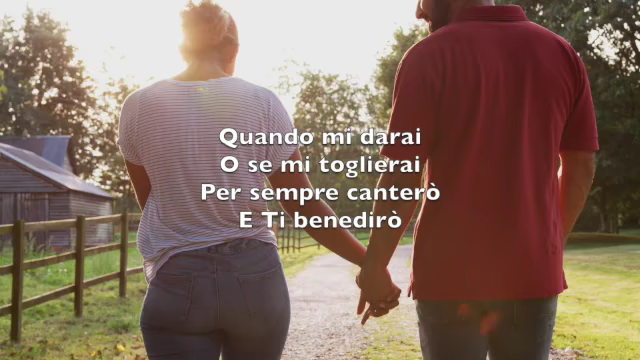 Quando mi darai
O se mi toglierai
Per sempre canterò
E Ti benedirò